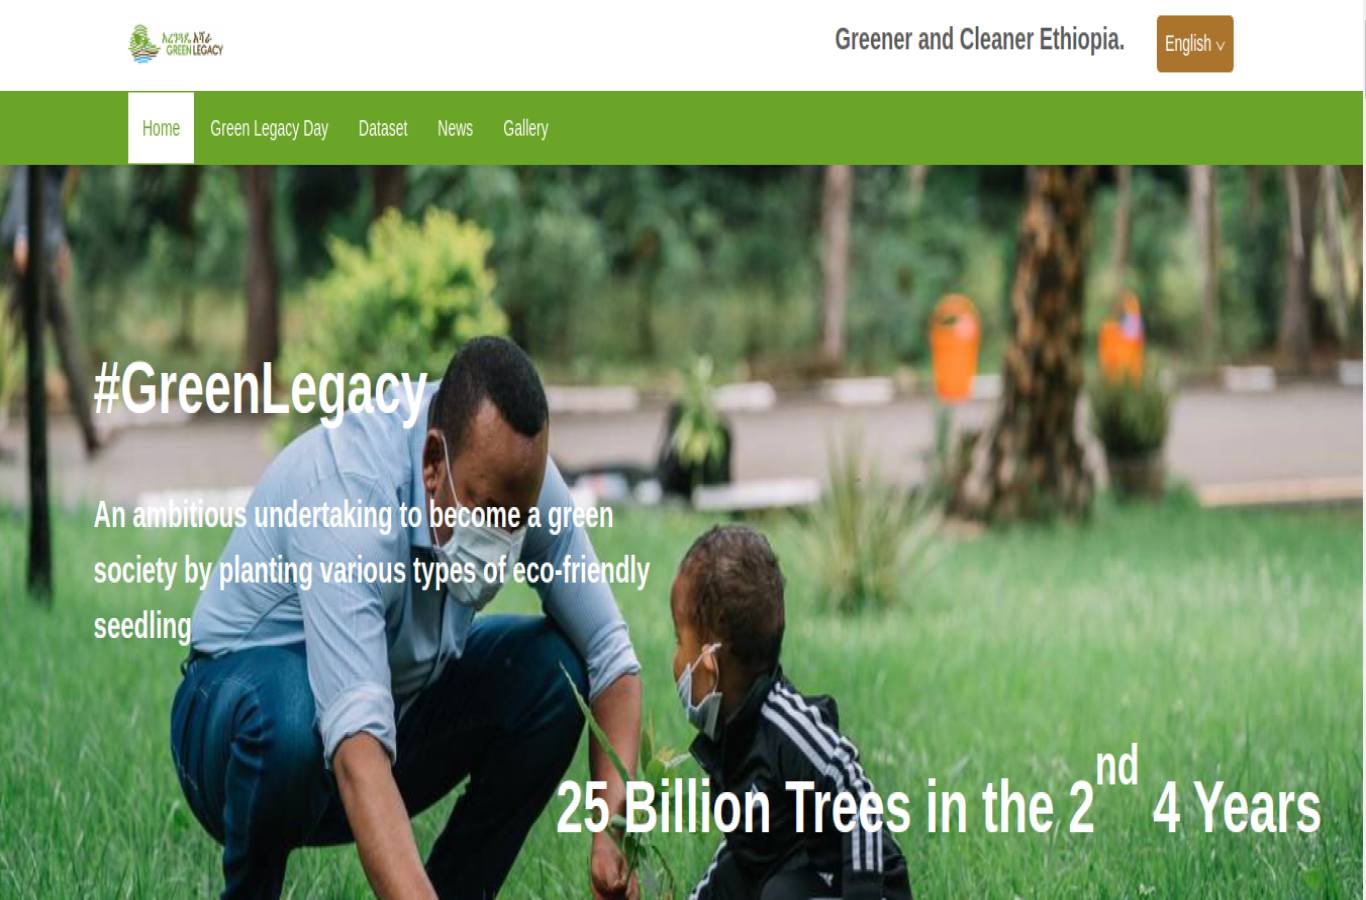 አረንጓዴ አሻራ
GREEN LEGACY
Greener and Cleaner Ethiopia.
English
Home
Green Legacy Day
Dataset
News
Gallery
#GreenLegacy
An ambitious undertaking to become a green
society by planting various types of eco-friendly
seedling
25 Billion Trees in the 2nd 4 Years